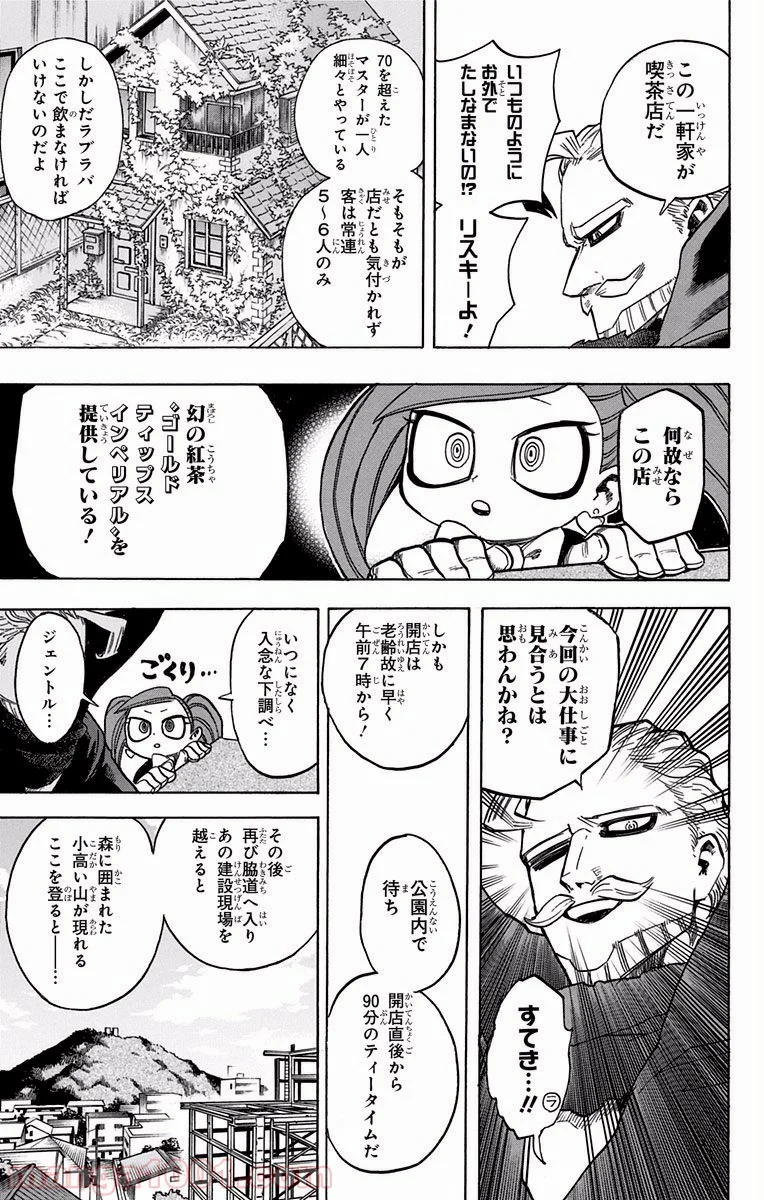 この一軒家が
喫茶店だ
いつものように
お外で
たしなまないの!?
リスキーよ!
70を超えた
マスターが一人
細々とやっている
そもそもが
店だとも気付かれず
客は常連
5〜6人のみ
しかしだラブラバ
ここで飲まなければ
いけないのだよ
何故なら
この店
幻の紅茶
“ゴールド
ティップス
インペリアル”を
提供している!
今回の大仕事に
見合うとは
思わんかね?
すてき…!!
ラ
しかも
開店は
老齢故に早く
午前7時から!
公園内で
待ち
開店直後から
90分のティータイムだ
いつになく
入念な下調べ…
ごくり…
ジェントル…
その後
再び脇道へ入り
あの建設現場を
越えると
森に囲まれた
小高い山が現れる
ここを登ると――…